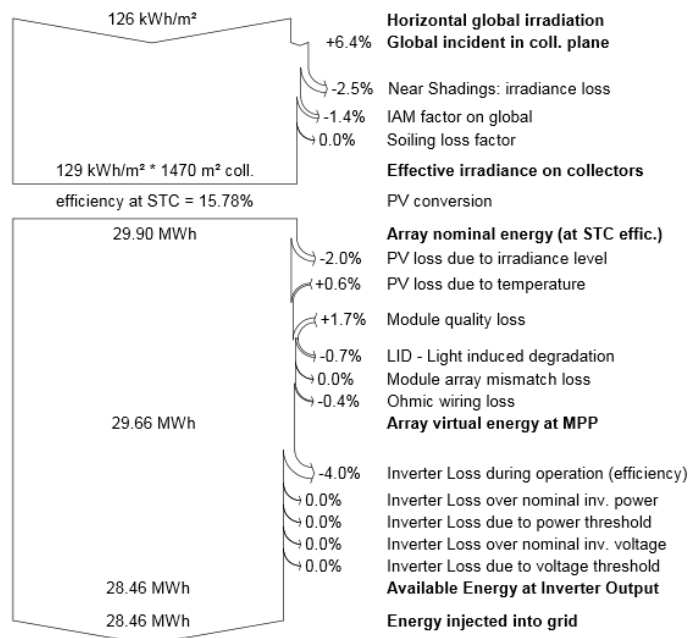 126 kWh/m² Horizontal global irradiation
+6.4% Global incident in coll. plane
-2.5% Near Shadings: irradiance loss
-1.4% IAM factor on global
0.0% Soiling loss factor
129 kWh/m² * 1470 m² coll. Effective irradiance on collectors
efficiency at STC = 15.78% PV conversion
29.90 MWh Array nominal energy (at STC effic.)
-2.0% PV loss due to irradiance level
+0.6% PV loss due to temperature
+1.7% Module quality loss
-0.7% LID - Light induced degradation
0.0% Module array mismatch loss
-0.4% Ohmic wiring loss
29.66 MWh Array virtual energy at MPP
-4.0% Inverter Loss during operation (efficiency)
0.0% Inverter Loss over nominal inv. power
0.0% Inverter Loss due to power threshold
0.0% Inverter Loss over nominal inv. voltage
0.0% Inverter Loss due to voltage threshold
28.46 MWh Available Energy at Inverter Output
28.46 MWh Energy injected into grid